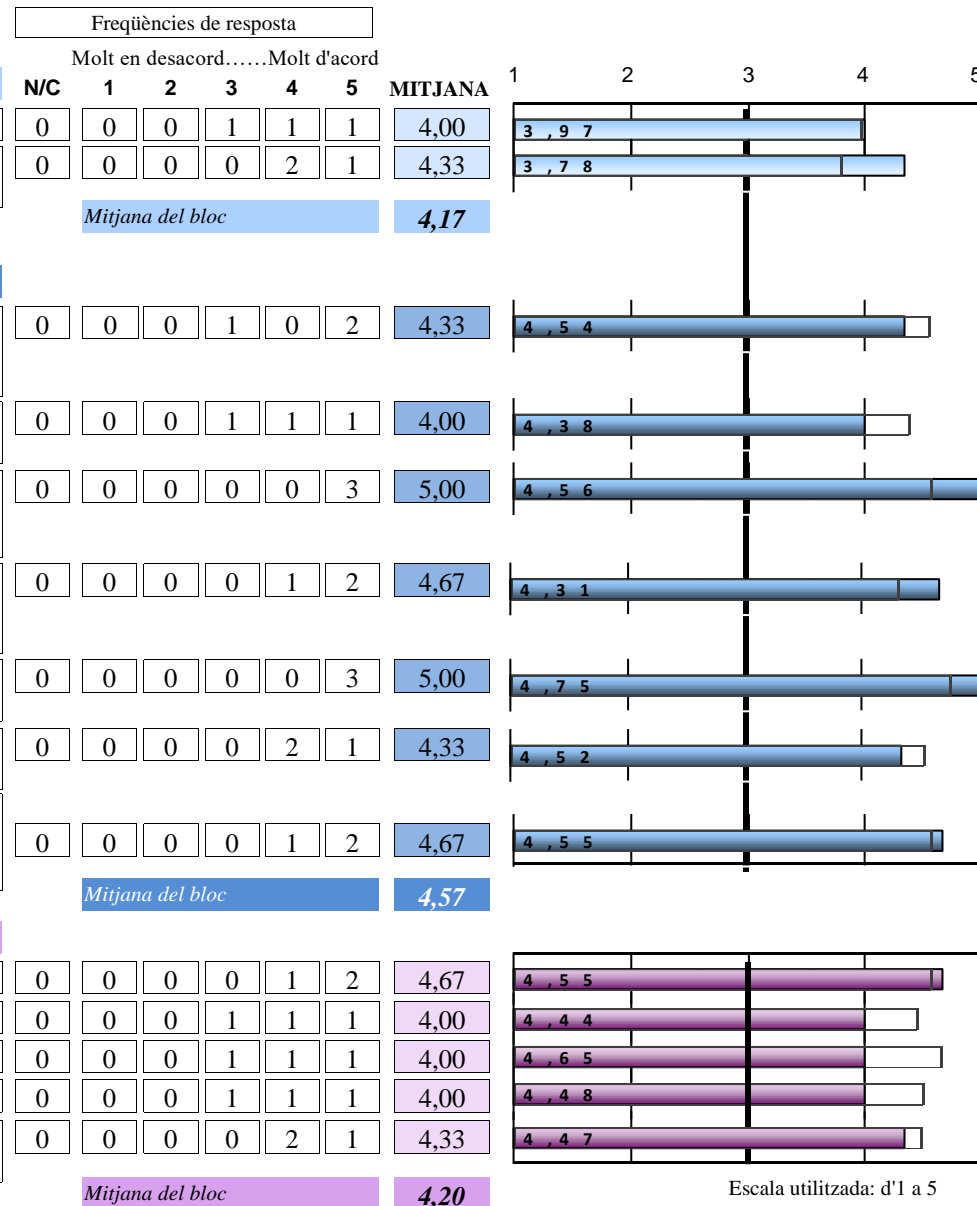 Freqüències de resposta
Molt en desacord……Molt d'acord
N/C 1 2 3 4 5 MITJANA 1 2 3 4 5
0 0 0 1 1 1 4,00 3,97
0 0 0 0 2 1 4,33 3,78
Mitjana del bloc 4,17
0 0 0 1 0 2 4,33 4,54
0 0 0 1 1 1 4,00 4,38
0 0 0 0 0 3 5,00 4,56
0 0 0 0 1 2 4,67 4,31
0 0 0 0 0 3 5,00 4,75
0 0 0 0 2 1 4,33 4,52
0 0 0 0 1 2 4,67 4,55
Mitjana del bloc 4,57
0 0 0 0 1 2 4,67 4,55
0 0 0 1 1 1 4,00 4,44
0 0 0 1 1 1 4,00 4,65
0 0 0 1 1 1 4,00 4,48
0 0 0 0 2 1 4,33 4,47
Mitjana del bloc 4,20
Escala utilitzada: d'1 a 5